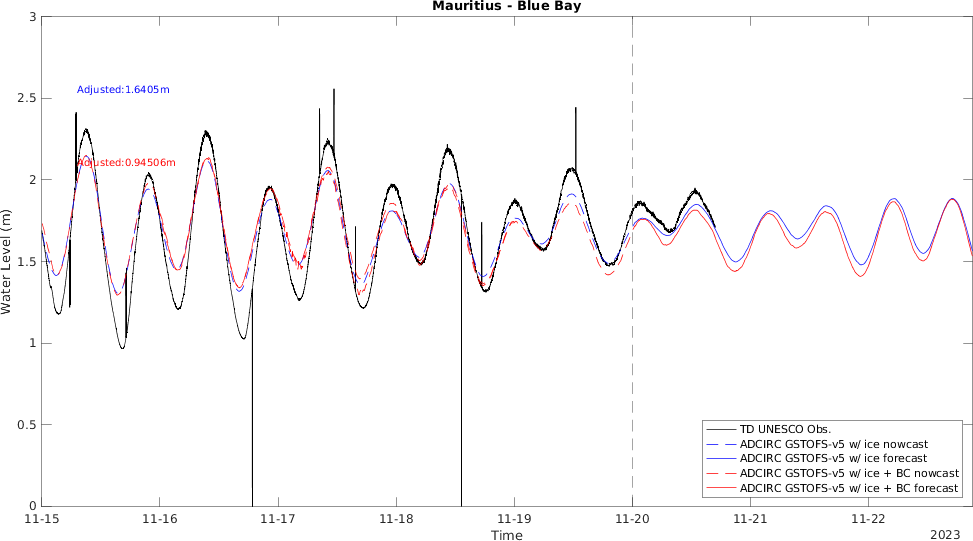 Mauritius - Blue Bay
Water Level (m)
3
2.5
2
1.5
1
0.5
0
Adjusted:1.6405m
Adjusted:0.94506m
TD UNESCO Obs.
ADCIRC GSTOFS-v5 w/ ice nowcast
ADCIRC GSTOFS-v5 w/ ice forecast
ADCIRC GSTOFS-v5 w/ ice + BC nowcast
ADCIRC GSTOFS-v5 w/ ice + BC forecast
11-15 11-16 11-17 11-18 11-19 11-20 11-21 11-22
Time
2023